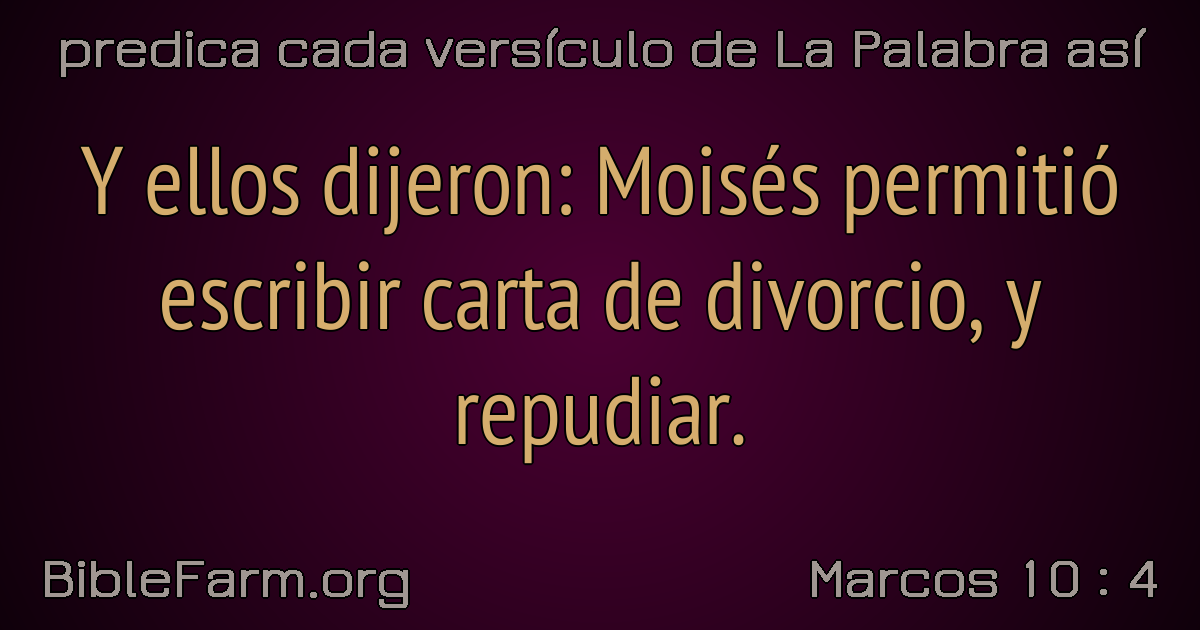 predica cada versículo de La Palabra así
Y ellos dijeron: Moisés permitió
escribir carta de divorcio, y
repudiar.
BibleFarm.org
Marcos 10 : 4